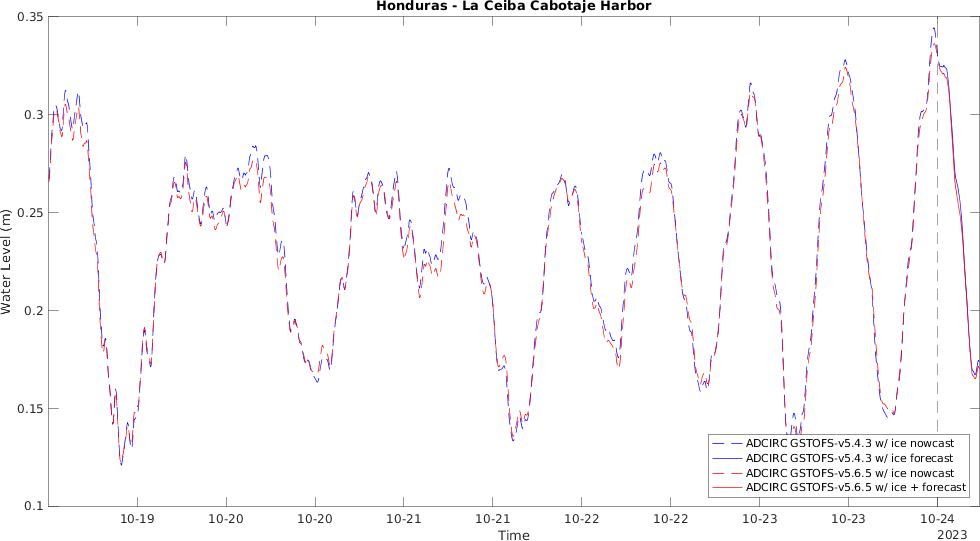 Honduras - La Ceiba Cabotaje Harbor
0.35
0.3
0.25
0.2
0.15
0.1
Water Level (m)
ADCIRC GSTOFS-v5.4.3 w/ ice nowcast
ADCIRC GSTOFS-v5.4.3 w/ ice forecast
ADCIRC GSTOFS-v5.6.5 w/ ice nowcast
ADCIRC GSTOFS-v5.6.5 w/ ice + forecast
10-19 10-20 10-20 10-21 10-21 10-22 10-22 10-23 10-23 10-24
Time
2023